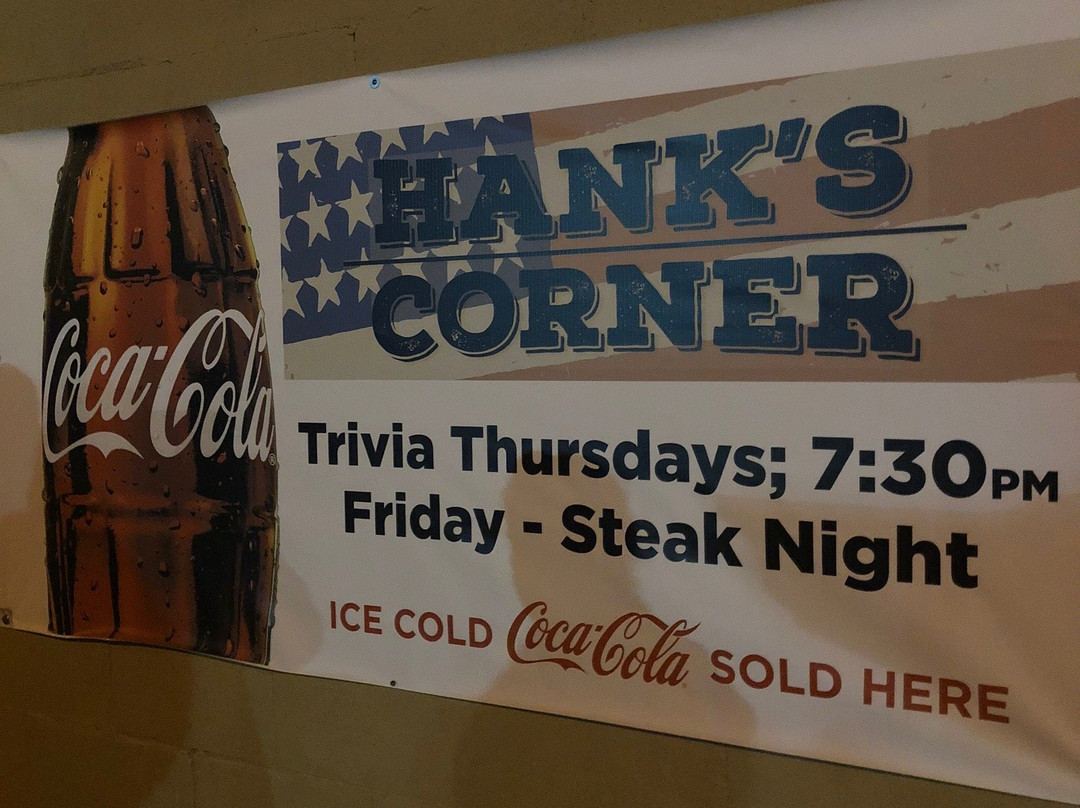 HANK'S
CORNER
Coca-Cola
Trivia Thursdays; 7:30PM
Friday - Steak Night
ICE COLD Coca-Cola SOLD HERE